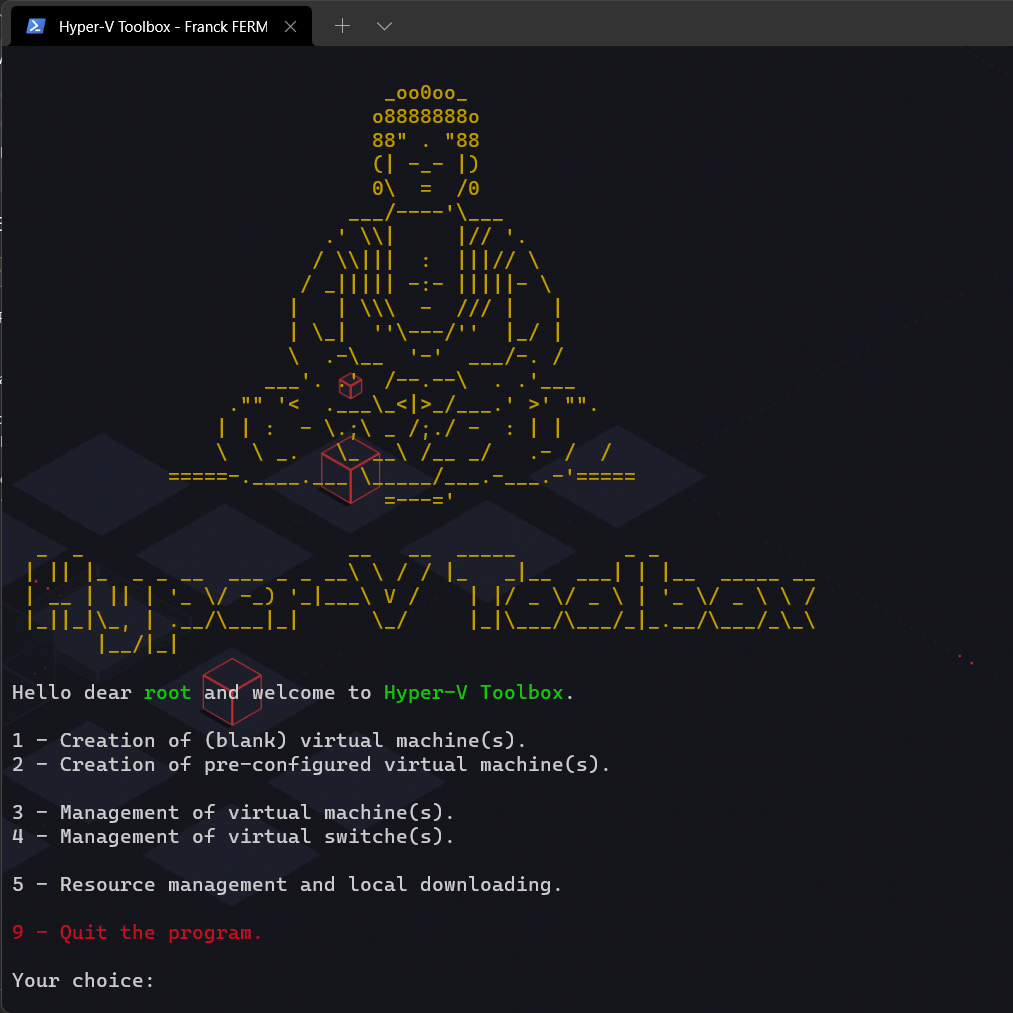 Hyper-V Toolbox - Franck FERM
Hyper-V Toolbox
Hello dear root and welcome to Hyper-V Toolbox.
1 - Creation of (blank) virtual machine(s).
2 - Creation of pre-configured virtual machine(s).
3 - Management of virtual machine(s).
4 - Management of virtual switche(s).
5 - Resource management and local downloading.
9 - Quit the program.
Your choice: